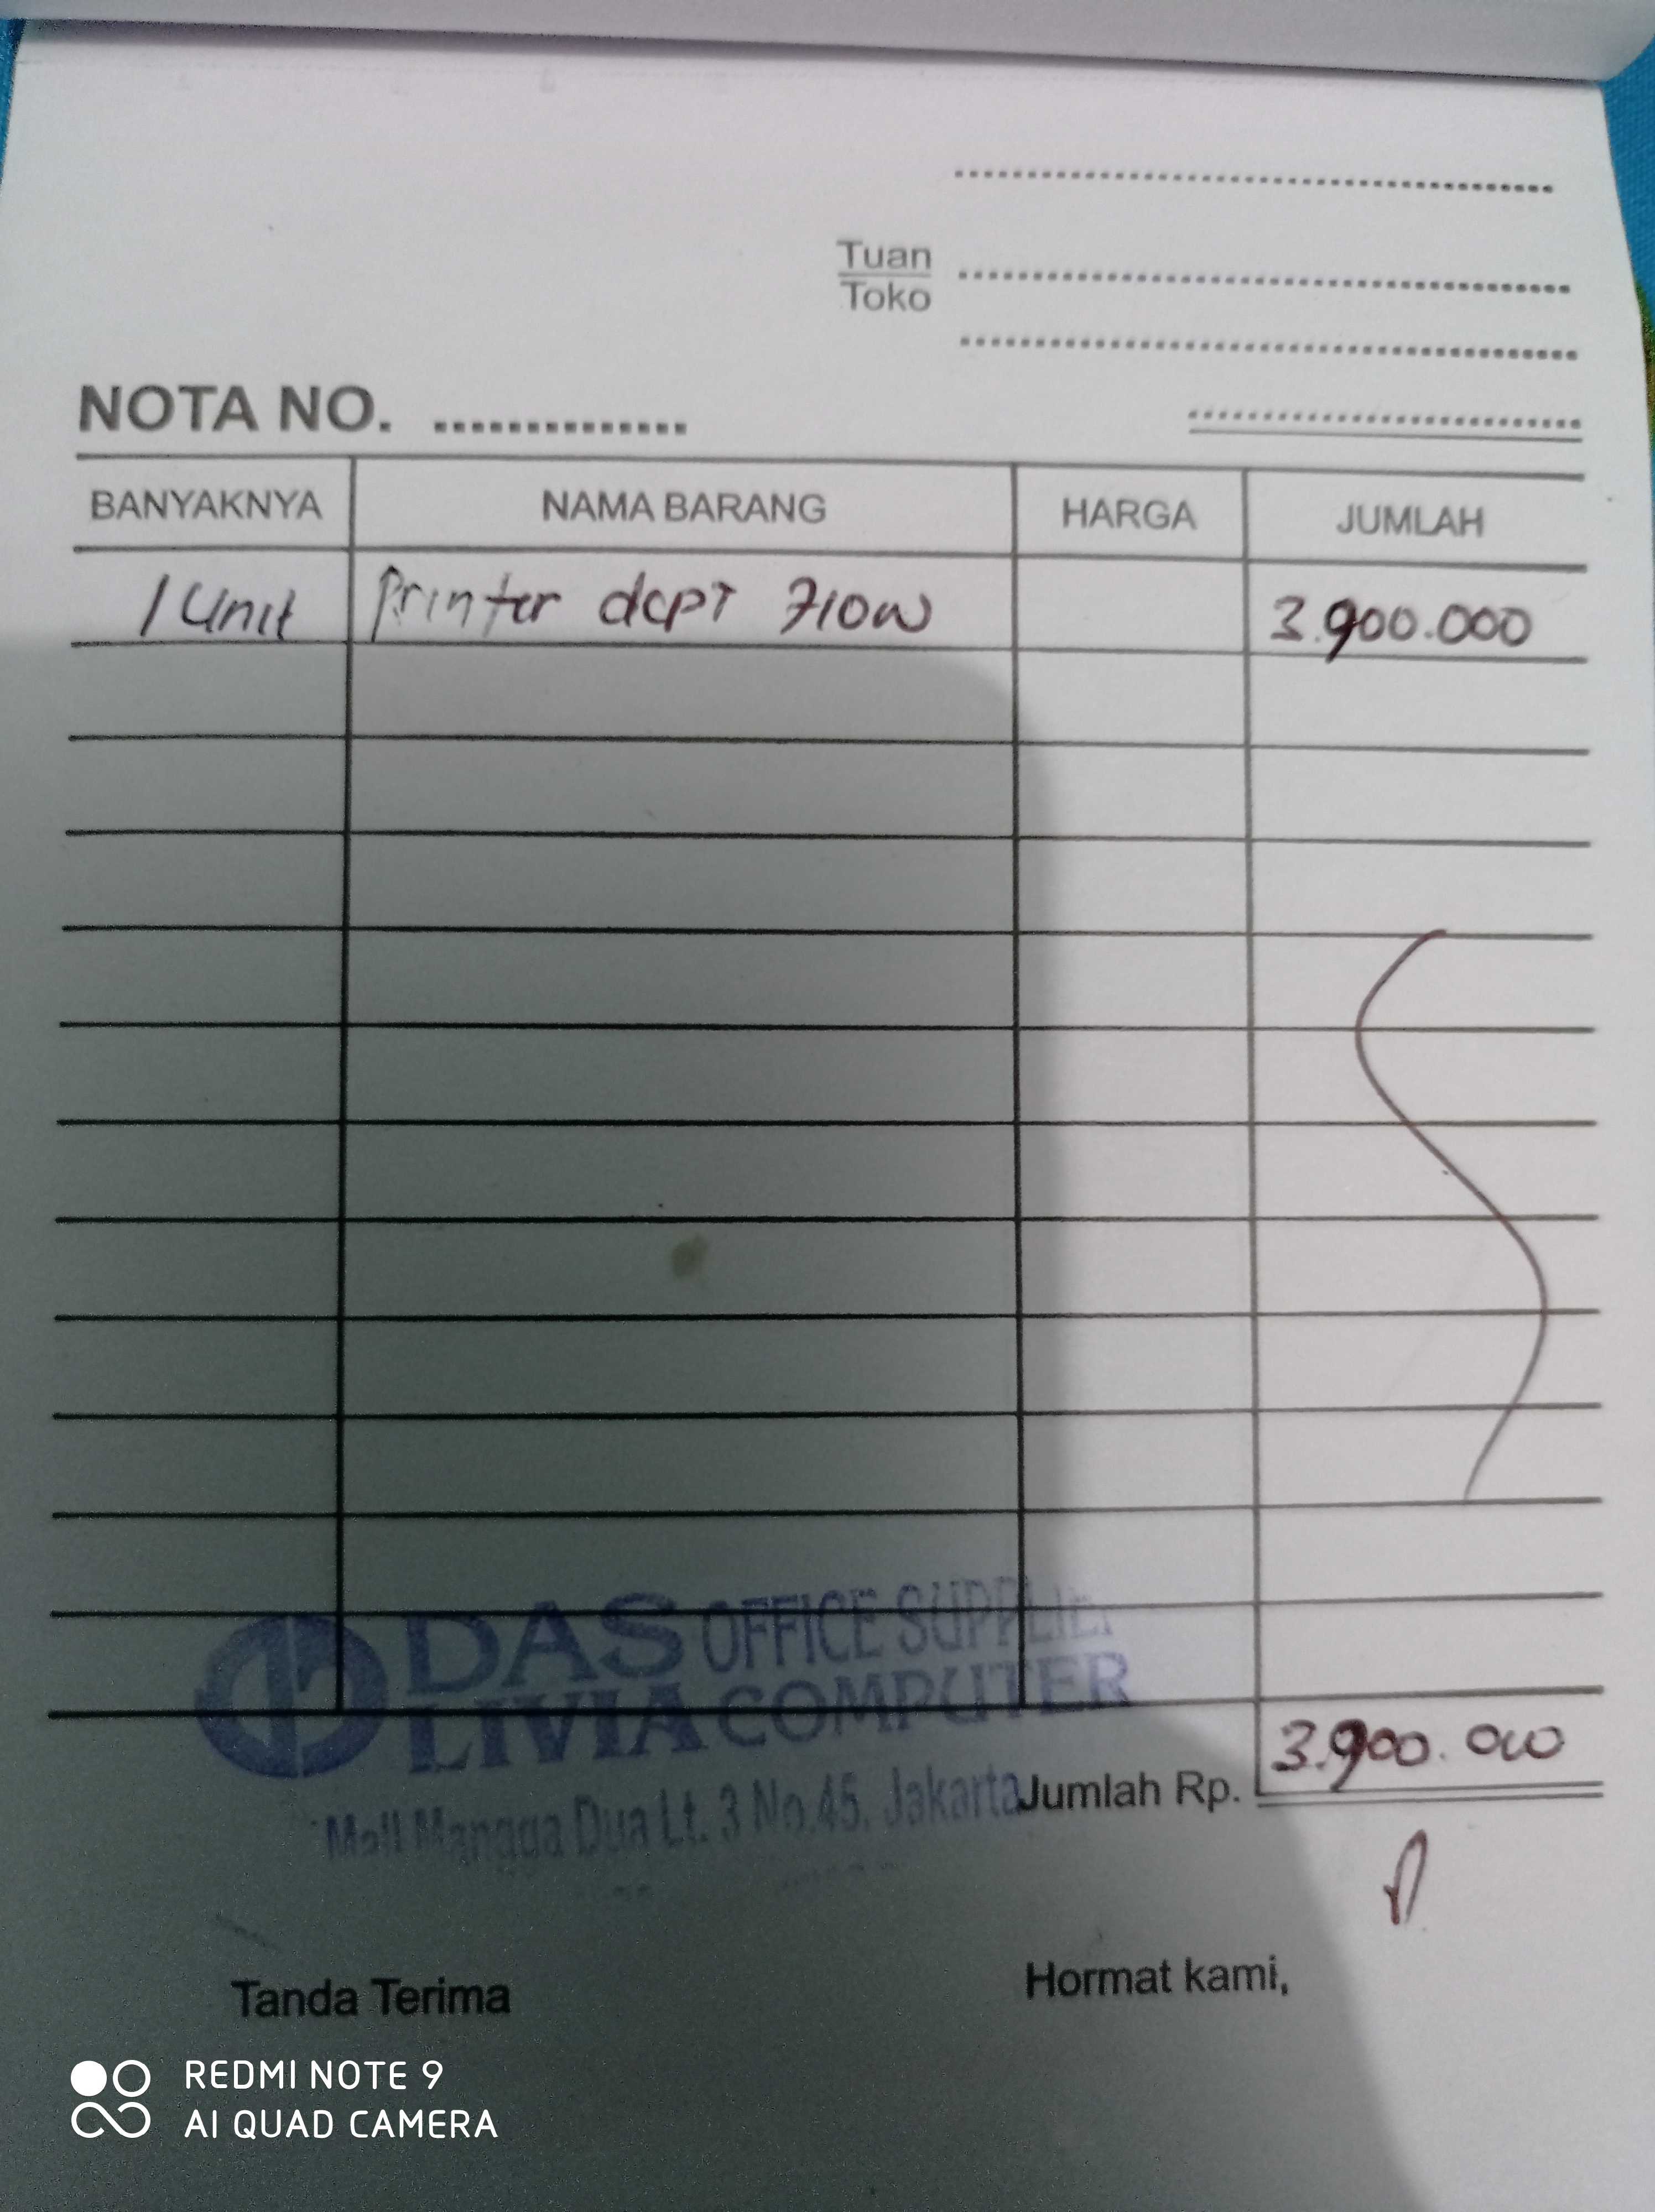 Tuan
Toko
NOTA NO. ..............
BANYAKNYA NAMA BARANG HARGA JUMLAH
1 Unit Printer dcpt 710w 3.900.000
DAS OFFICE SUPPLIES
LIVIA COMPUTER
Mall Mangga Dua Lt. 3 No.45. Jakarta
Jumlah Rp. 3.900.000
Tanda Terima Hormat kami,
REDMI NOTE 9
AI QUAD CAMERA